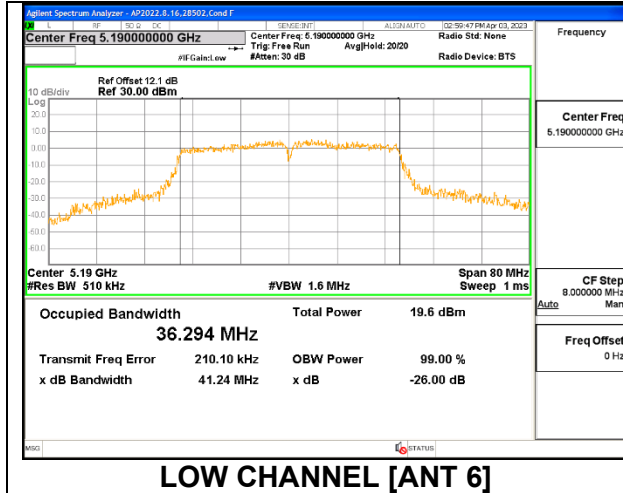 Agilent Spectrum Analyzer - AP2022.8.16,2B502,Cond F
L RF 50 Ω DC SENSE:INT ALIGN AUTO 02:59:47 PM Apr 03, 2023
Center Freq 5.190000000 GHz
Center Freq: 5.190000000 GHz
Radio Std: None
Trig: Free Run Avg|Hold: 20/20
#IFGain:Low #Atten: 30 dB Radio Device: BTS
Frequency
Ref Offset 12.1 dB
10 dB/div Ref 30.00 dBm
Log
20.0
10.0
0.00
-10.0
-20.0
-30.0
-40.0
-50.0
-60.0
Center Freq
5.190000000 GHz
Center 5.19 GHz Span 80 MHz
#Res BW 510 kHz #VBW 1.6 MHz Sweep 1 ms
CF Step
8.000000 MHz
Auto Man
Occupied Bandwidth Total Power 19.6 dBm
36.294 MHz
Transmit Freq Error 210.10 kHz OBW Power 99.00 %
x dB Bandwidth 41.24 MHz x dB -26.00 dB
Freq Offset
0 Hz
MSG STATUS
LOW CHANNEL [ANT 6]